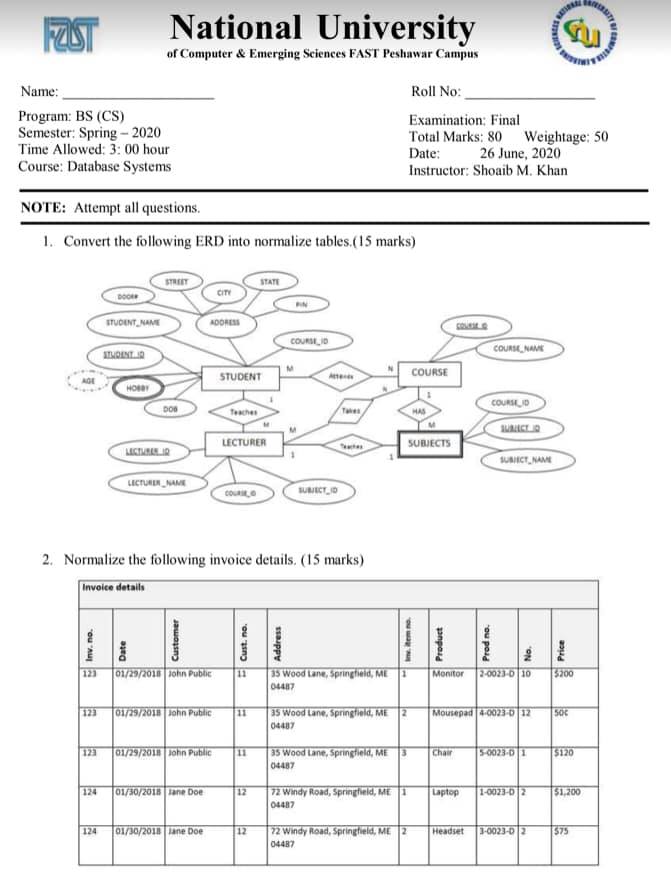 FAST
National University
of Computer & Emerging Sciences FAST Peshawar Campus
Name: ______________________
Roll No: ___________________
Program: BS (CS)
Semester: Spring – 2020
Time Allowed: 3: 00 hour
Course: Database Systems
Examination: Final
Total Marks: 80 Weightage: 50
Date: 26 June, 2020
Instructor: Shoaib M. Khan
NOTE: Attempt all questions.
1. Convert the following ERD into normalize tables.(15 marks)
STREET
STATE
CITY
DOOR#
PIN
STUDENT_NAME
ADDRESS
COURSE_ID
COURSE_ID
COURSE_NAME
STUDENT_ID
AGE
HOBBY
STUDENT
M
Attends
N
COURSE
N
DOB
1
1
Teaches
Takes
HAS
COURSE_ID
M
M
M
SUBJECT_ID
LECTURER
Teaches
SUBJECTS
LECTURER_ID
1
1
SUBJECT_NAME
LECTURER_NAME
COURSE_ID
SUBJECT_ID
2. Normalize the following invoice details. (15 marks)
Invoice details
Inv. no. Date Customer Cust. no. Address Inv. item no. Product Prod no. No. Price
123 01/29/2018 John Public 11 35 Wood Lane, Springfield, ME 1 Monitor 2-0023-D 10 $200
04487
123 01/29/2018 John Public 11 35 Wood Lane, Springfield, ME 2 Mousepad 4-0023-D 12 50¢
04487
123 01/29/2018 John Public 11 35 Wood Lane, Springfield, ME 3 Chair 5-0023-D 1 $120
04487
124 01/30/2018 Jane Doe 12 72 Windy Road, Springfield, ME 1 Laptop 1-0023-D 2 $1,200
04487
124 01/30/2018 Jane Doe 12 72 Windy Road, Springfield, ME 2 Headset 3-0023-D 2 $75
04487